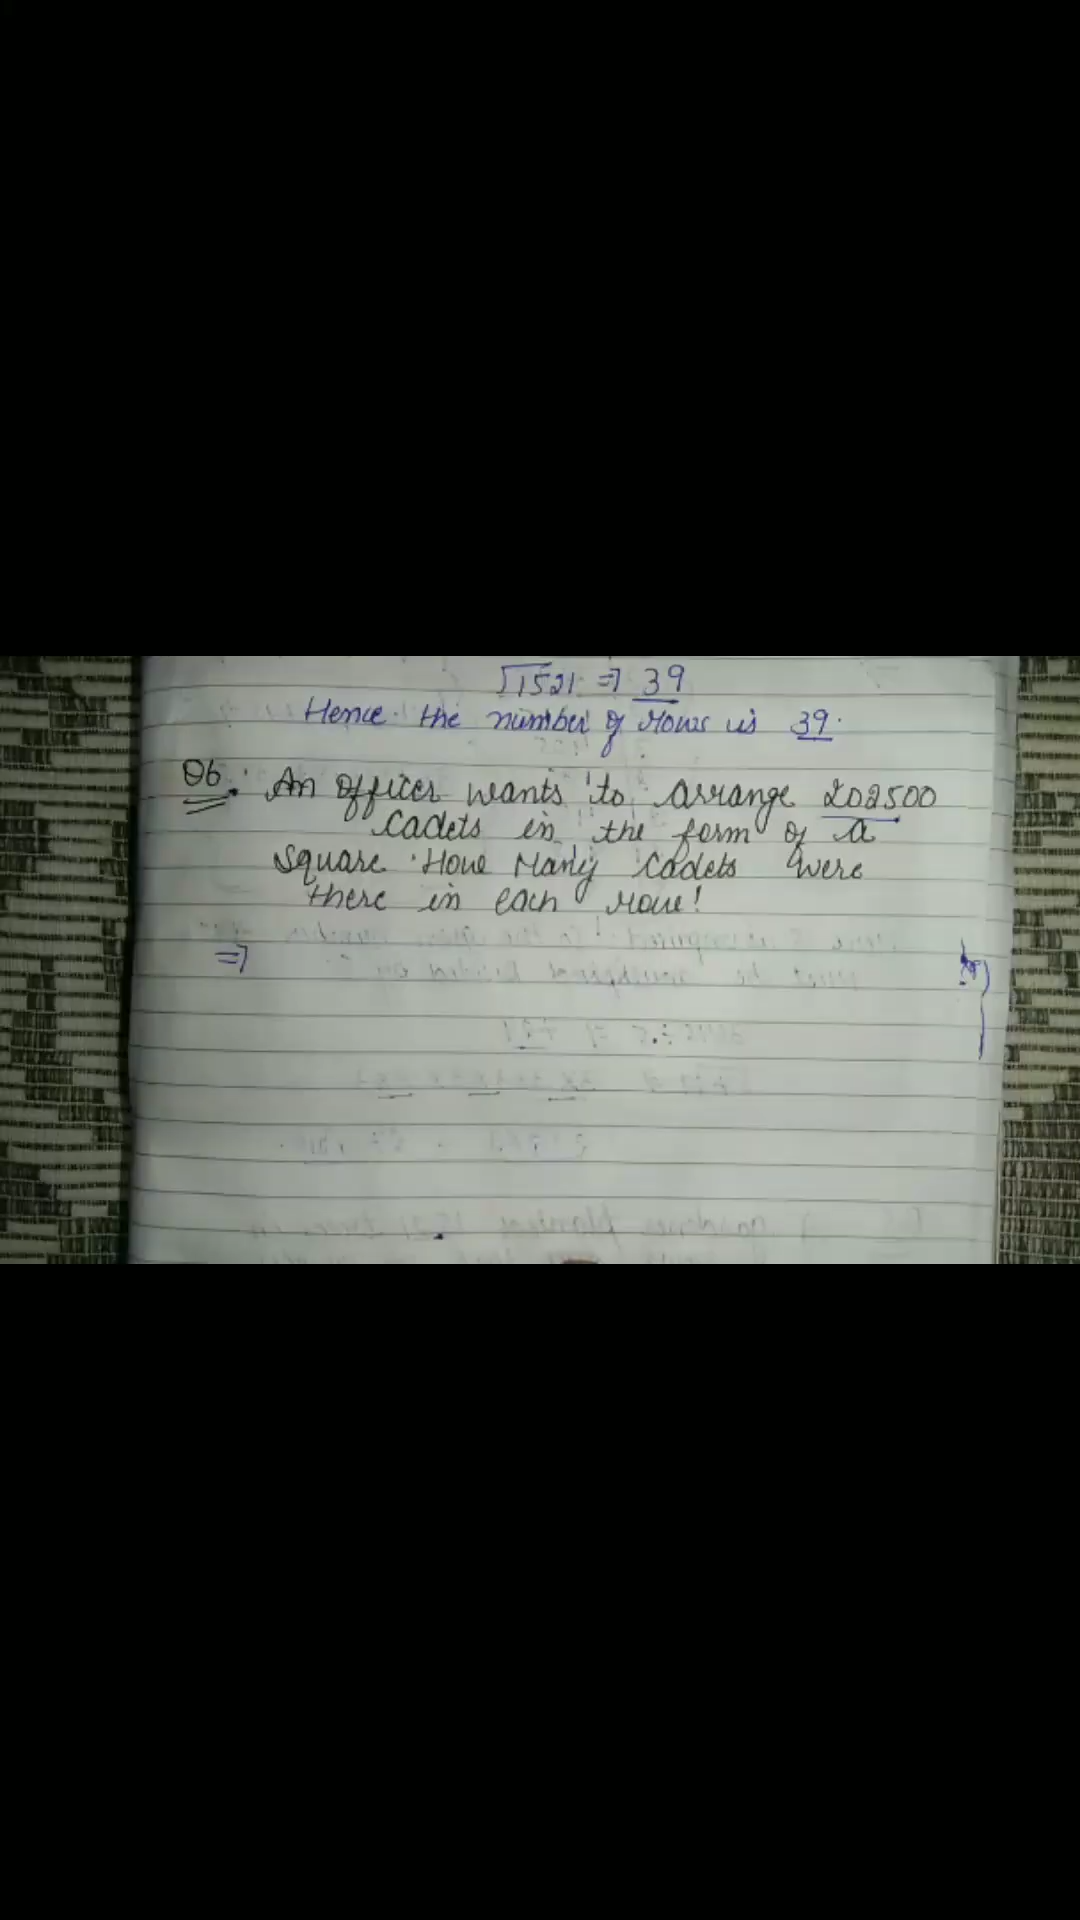 √1521 ⇒ 39
Hence the number of rows is 39.
Q6. An officer wants to arrange 202500
cadets in the form of a
square. How Many Cadets were
there in each row!
⇒